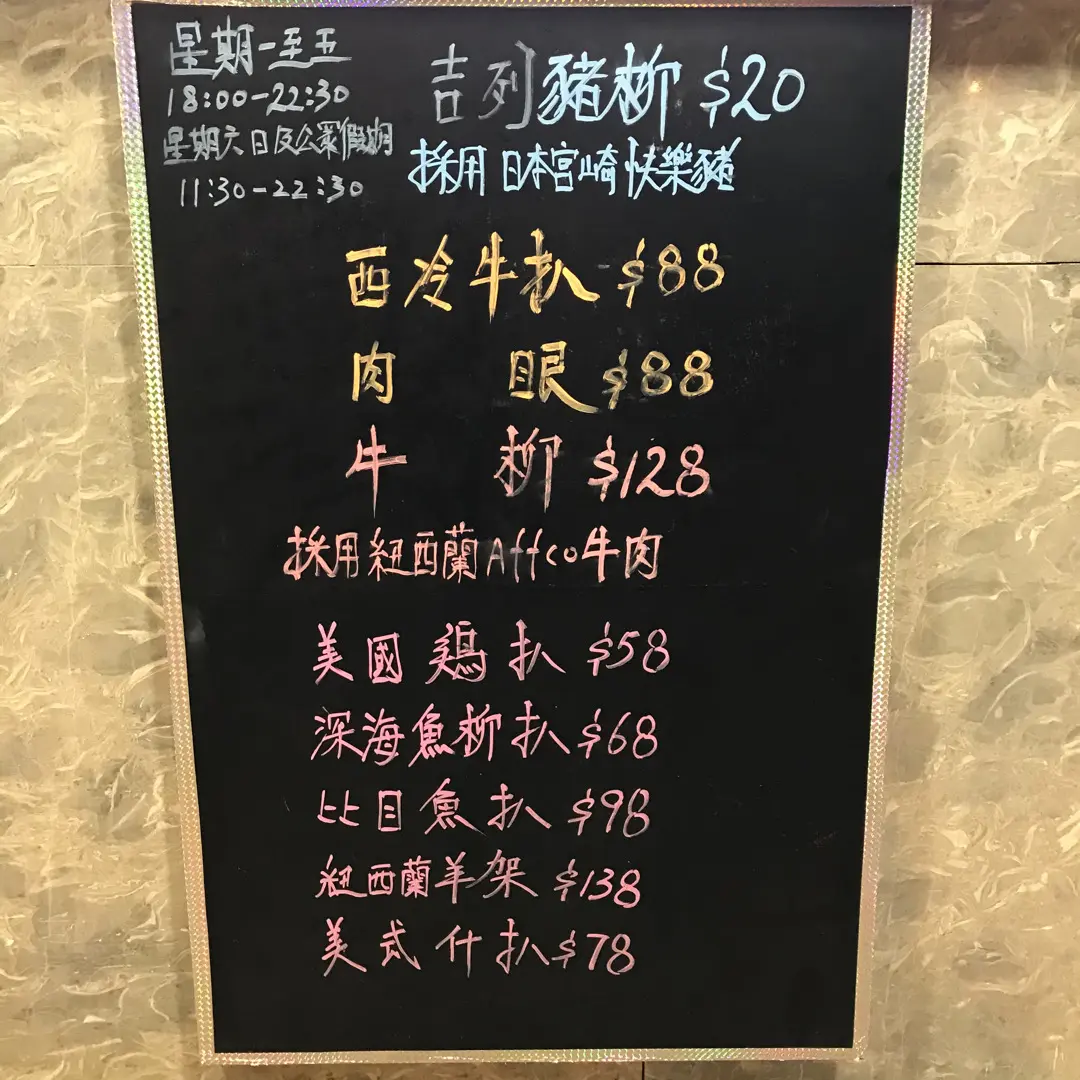 星期一至五
18:00-22:30
星期六日及公眾假期
11:30-22:30
吉列豬柳 $20
採用日本宮崎快樂豬
西冷牛扒 $88
肉眼 $88
牛柳 $128
採用紐西蘭Affco牛肉
美國鶏扒 $58
深海魚柳扒 $68
比目魚扒 $98
紐西蘭羊架 $138
美式什扒 $78